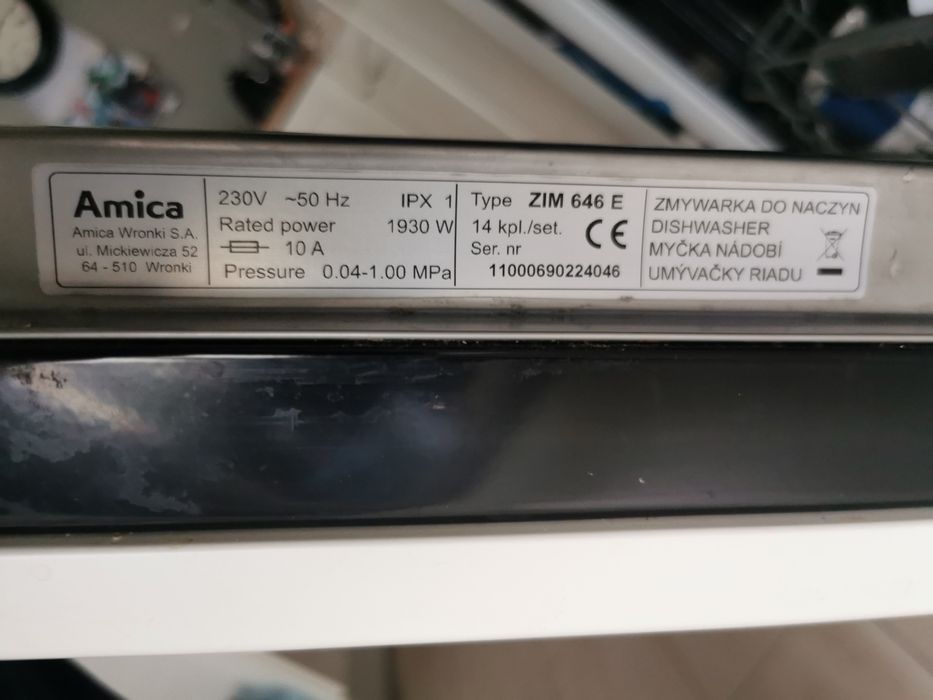 Amica
Amica Wronki S.A.
ul. Mickiewicza 52
64 - 510 Wronki
230V ~50 Hz IPX 1
Rated power 1930 W
10 A
Pressure 0.04-1.00 MPa
Type ZIM 646 E
14 kpl./set. CE
Ser. nr
11000690224046
ZMYWARKA DO NACZYN
DISHWASHER
MYČKA NÁDOBÍ
UMÝVAČKY RIADU